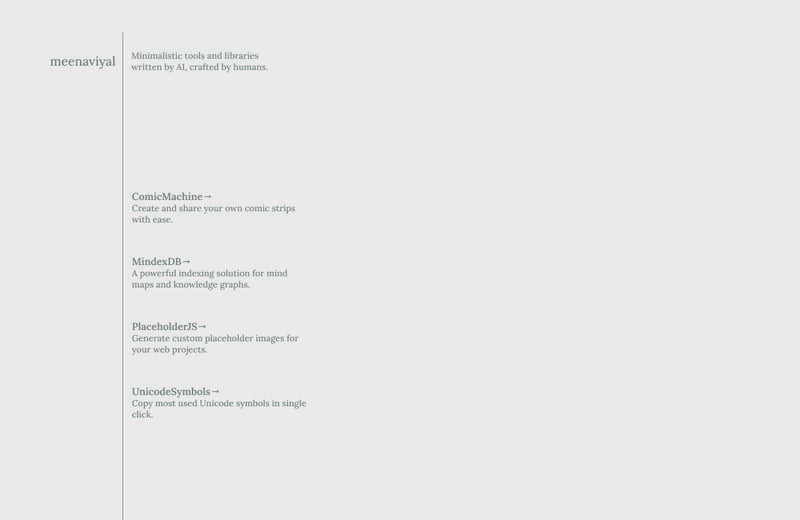 meenaviyal
Minimalistic tools and libraries
written by AI, crafted by humans.
ComicMachine→
Create and share your own comic strips
with ease.
MindexDB→
A powerful indexing solution for mind
maps and knowledge graphs.
PlaceholderJS→
Generate custom placeholder images for
your web projects.
UnicodeSymbols→
Copy most used Unicode symbols in single
click.